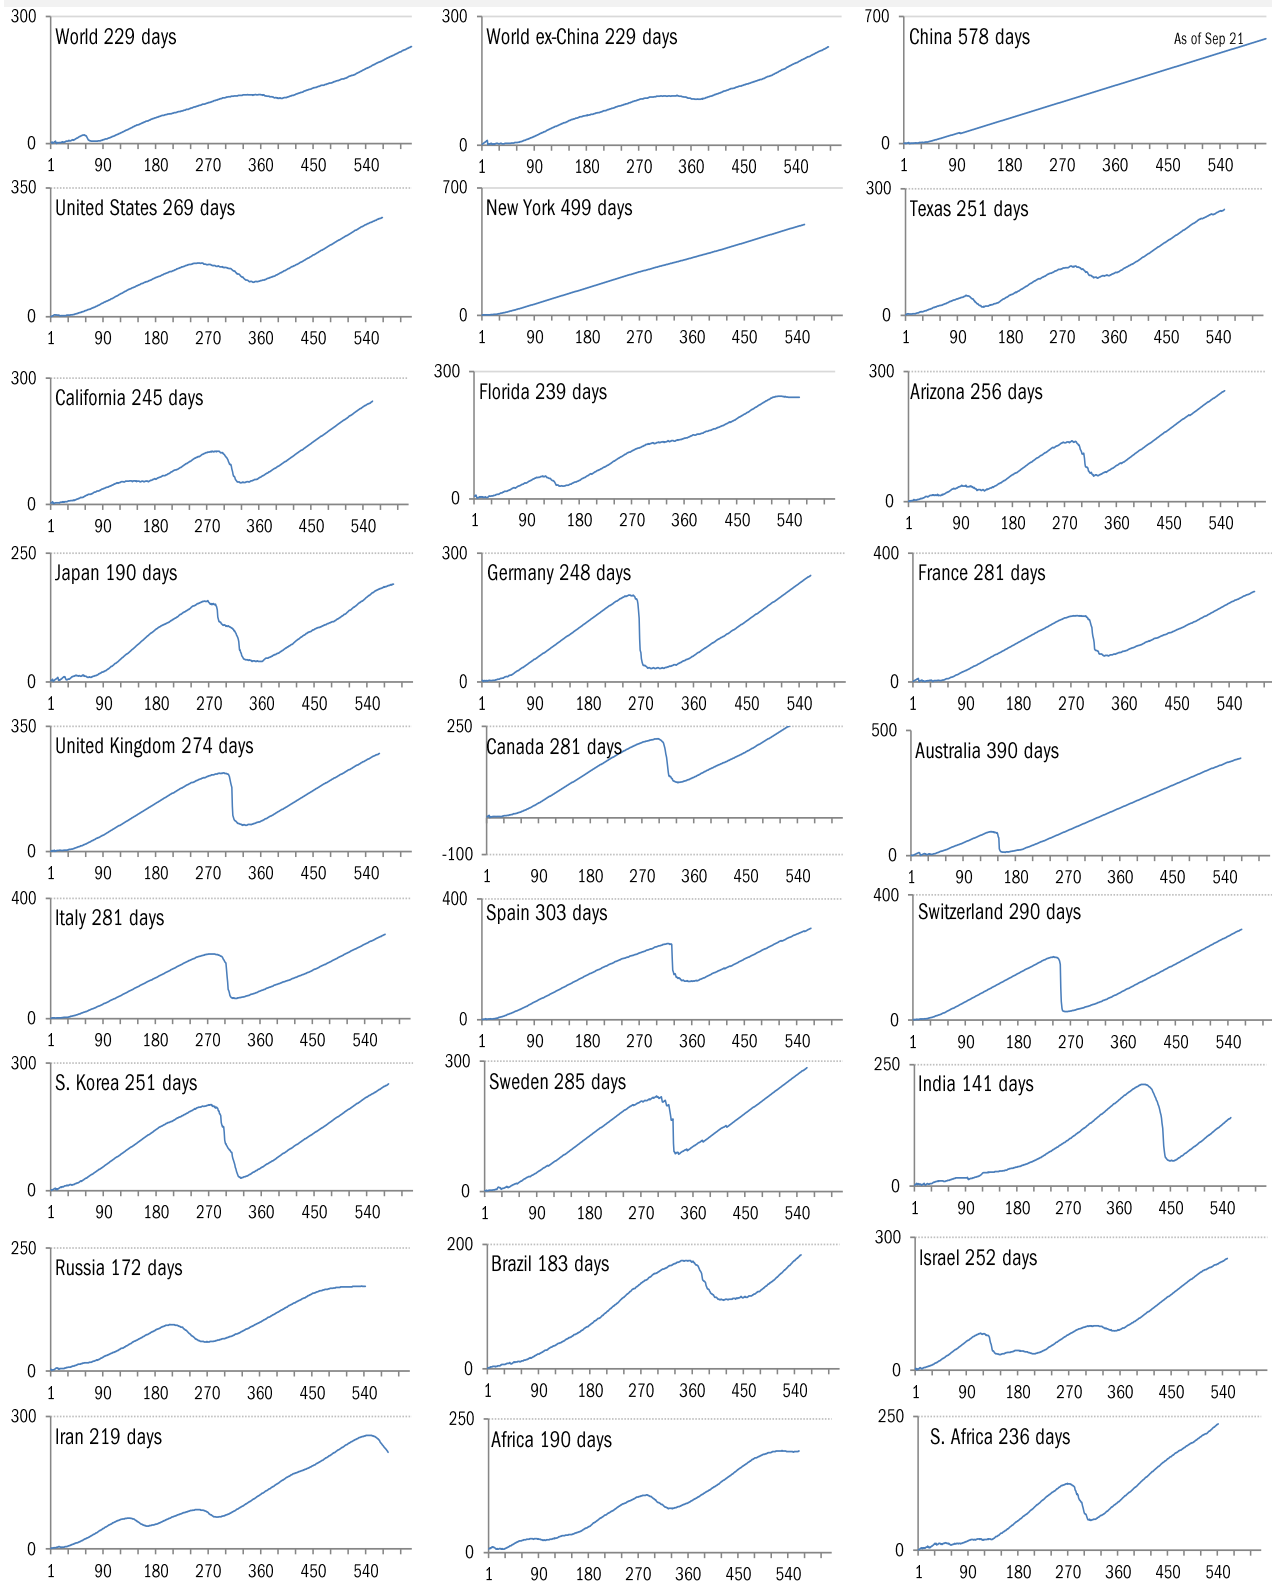 300
World 229 days
0
1 90 180 270 360 450 540
300
World ex-China 229 days
0
1 90 180 270 360 450 540
700
China 578 days
As of Sep 21
0
1 90 180 270 360 450 540
350
United States 269 days
0
1 90 180 270 360 450 540
700
New York 499 days
0
1 90 180 270 360 450 540
300
Texas 251 days
0
1 90 180 270 360 450 540
300
California 245 days
0
1 90 180 270 360 450 540
300
Florida 239 days
0
1 90 180 270 360 450 540
300
Arizona 256 days
0
1 90 180 270 360 450 540
250
Japan 190 days
0
1 90 180 270 360 450 540
300
Germany 248 days
0
1 90 180 270 360 450 540
400
France 281 days
0
1 90 180 270 360 450 540
350
United Kingdom 274 days
0
1 90 180 270 360 450 540
250
Canada 281 days
-100
1 90 180 270 360 450 540
500
Australia 390 days
0
1 90 180 270 360 450 540
400
Italy 281 days
0
1 90 180 270 360 450 540
400
Spain 303 days
0
1 90 180 270 360 450 540
400
Switzerland 290 days
0
1 90 180 270 360 450 540
300
S. Korea 251 days
0
1 90 180 270 360 450 540
300
Sweden 285 days
0
1 90 180 270 360 450 540
250
India 141 days
0
1 90 180 270 360 450 540
250
Russia 172 days
0
1 90 180 270 360 450 540
200
Brazil 183 days
0
1 90 180 270 360 450 540
300
Israel 252 days
0
1 90 180 270 360 450 540
300
Iran 219 days
0
1 90 180 270 360 450 540
250
Africa 190 days
0
1 90 180 270 360 450 540
250
S. Africa 236 days
0
1 90 180 270 360 450 540